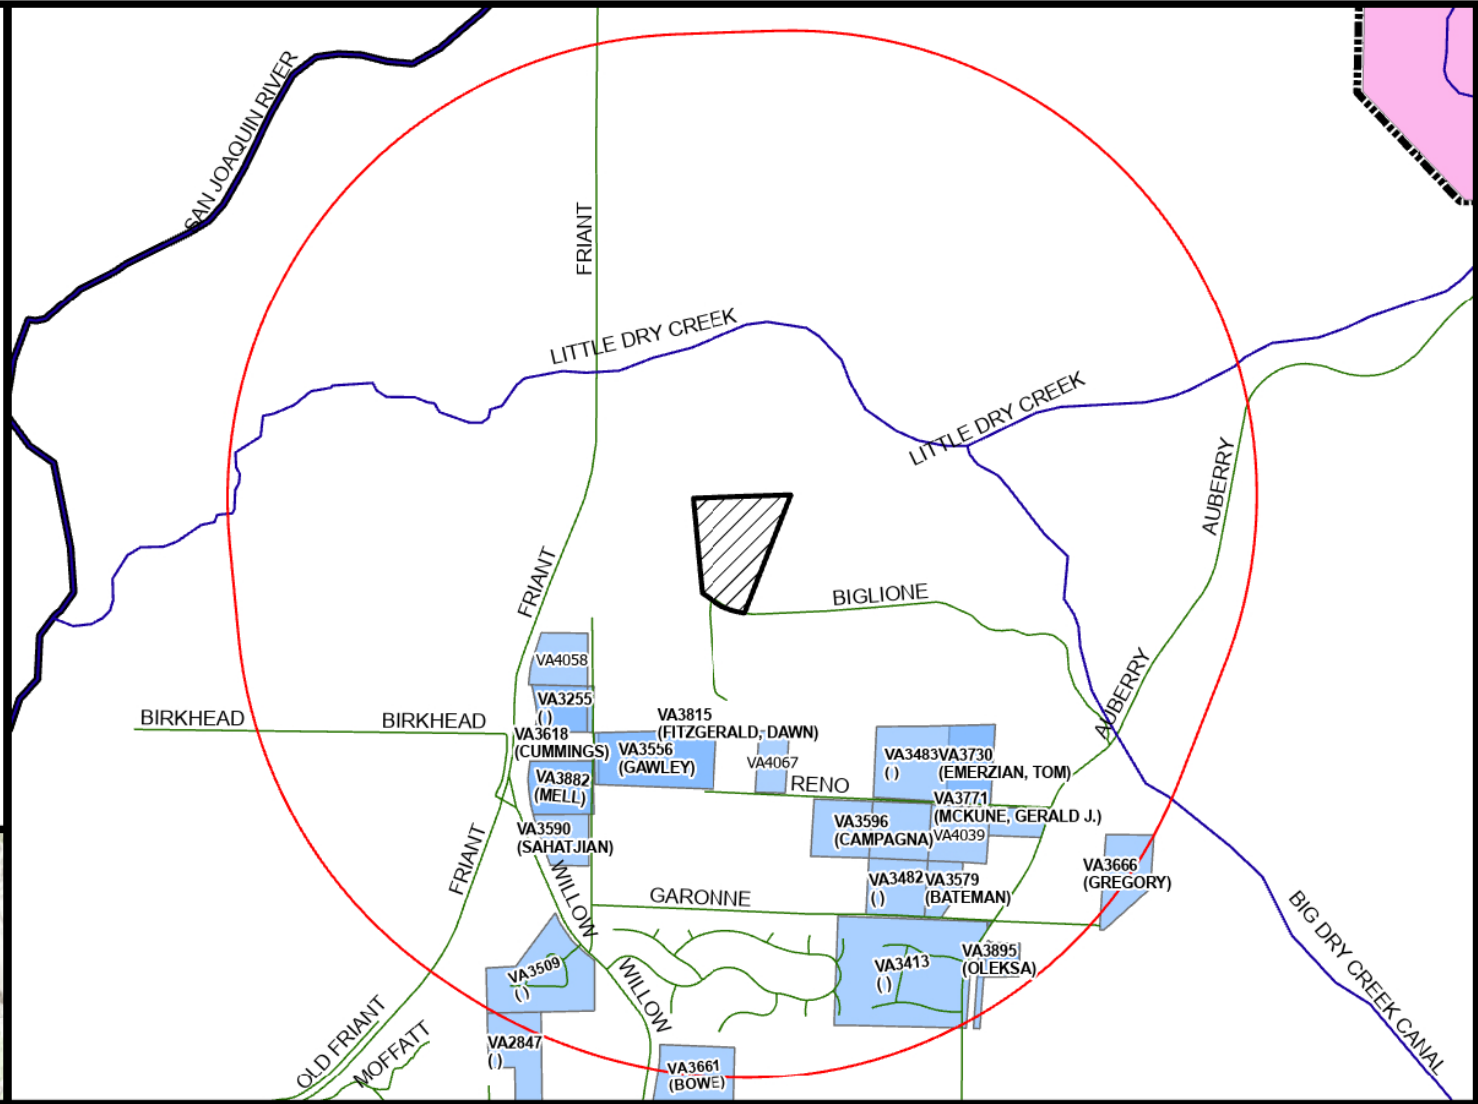 SAN JOAQUIN RIVER
FRIANT
LITTLE DRY CREEK
LITTLE DRY CREEK
AUBERRY
FRIANT
BIGLIONE
AUBERRY
VA4058
VA3255
( )
BIRKHEAD
BIRKHEAD
VA3618
(CUMMINGS)
VA3815
(FITZGERALD, DAWN)
VA3556
(GAWLEY)
VA4067
VA3483
( )
VA3730
(EMERZIAN, TOM)
VA3882
(MELL)
RENO
VA3771
(MCKUNE, GERALD J.)
VA3590
(SAHATJIAN)
VA3596
(CAMPAGNA)
VA4039
FRIANT
WILLOW
VA3482
( )
VA3579
(BATEMAN)
VA3666
(GREGORY)
GARONNE
BIG DRY CREEK CANAL
VA3509
( )
WILLOW
VA3413
( )
VA3895
(OLEKSA)
OLD FRIANT
MOFFATT
VA2847
( )
VA3661
(BOWE)